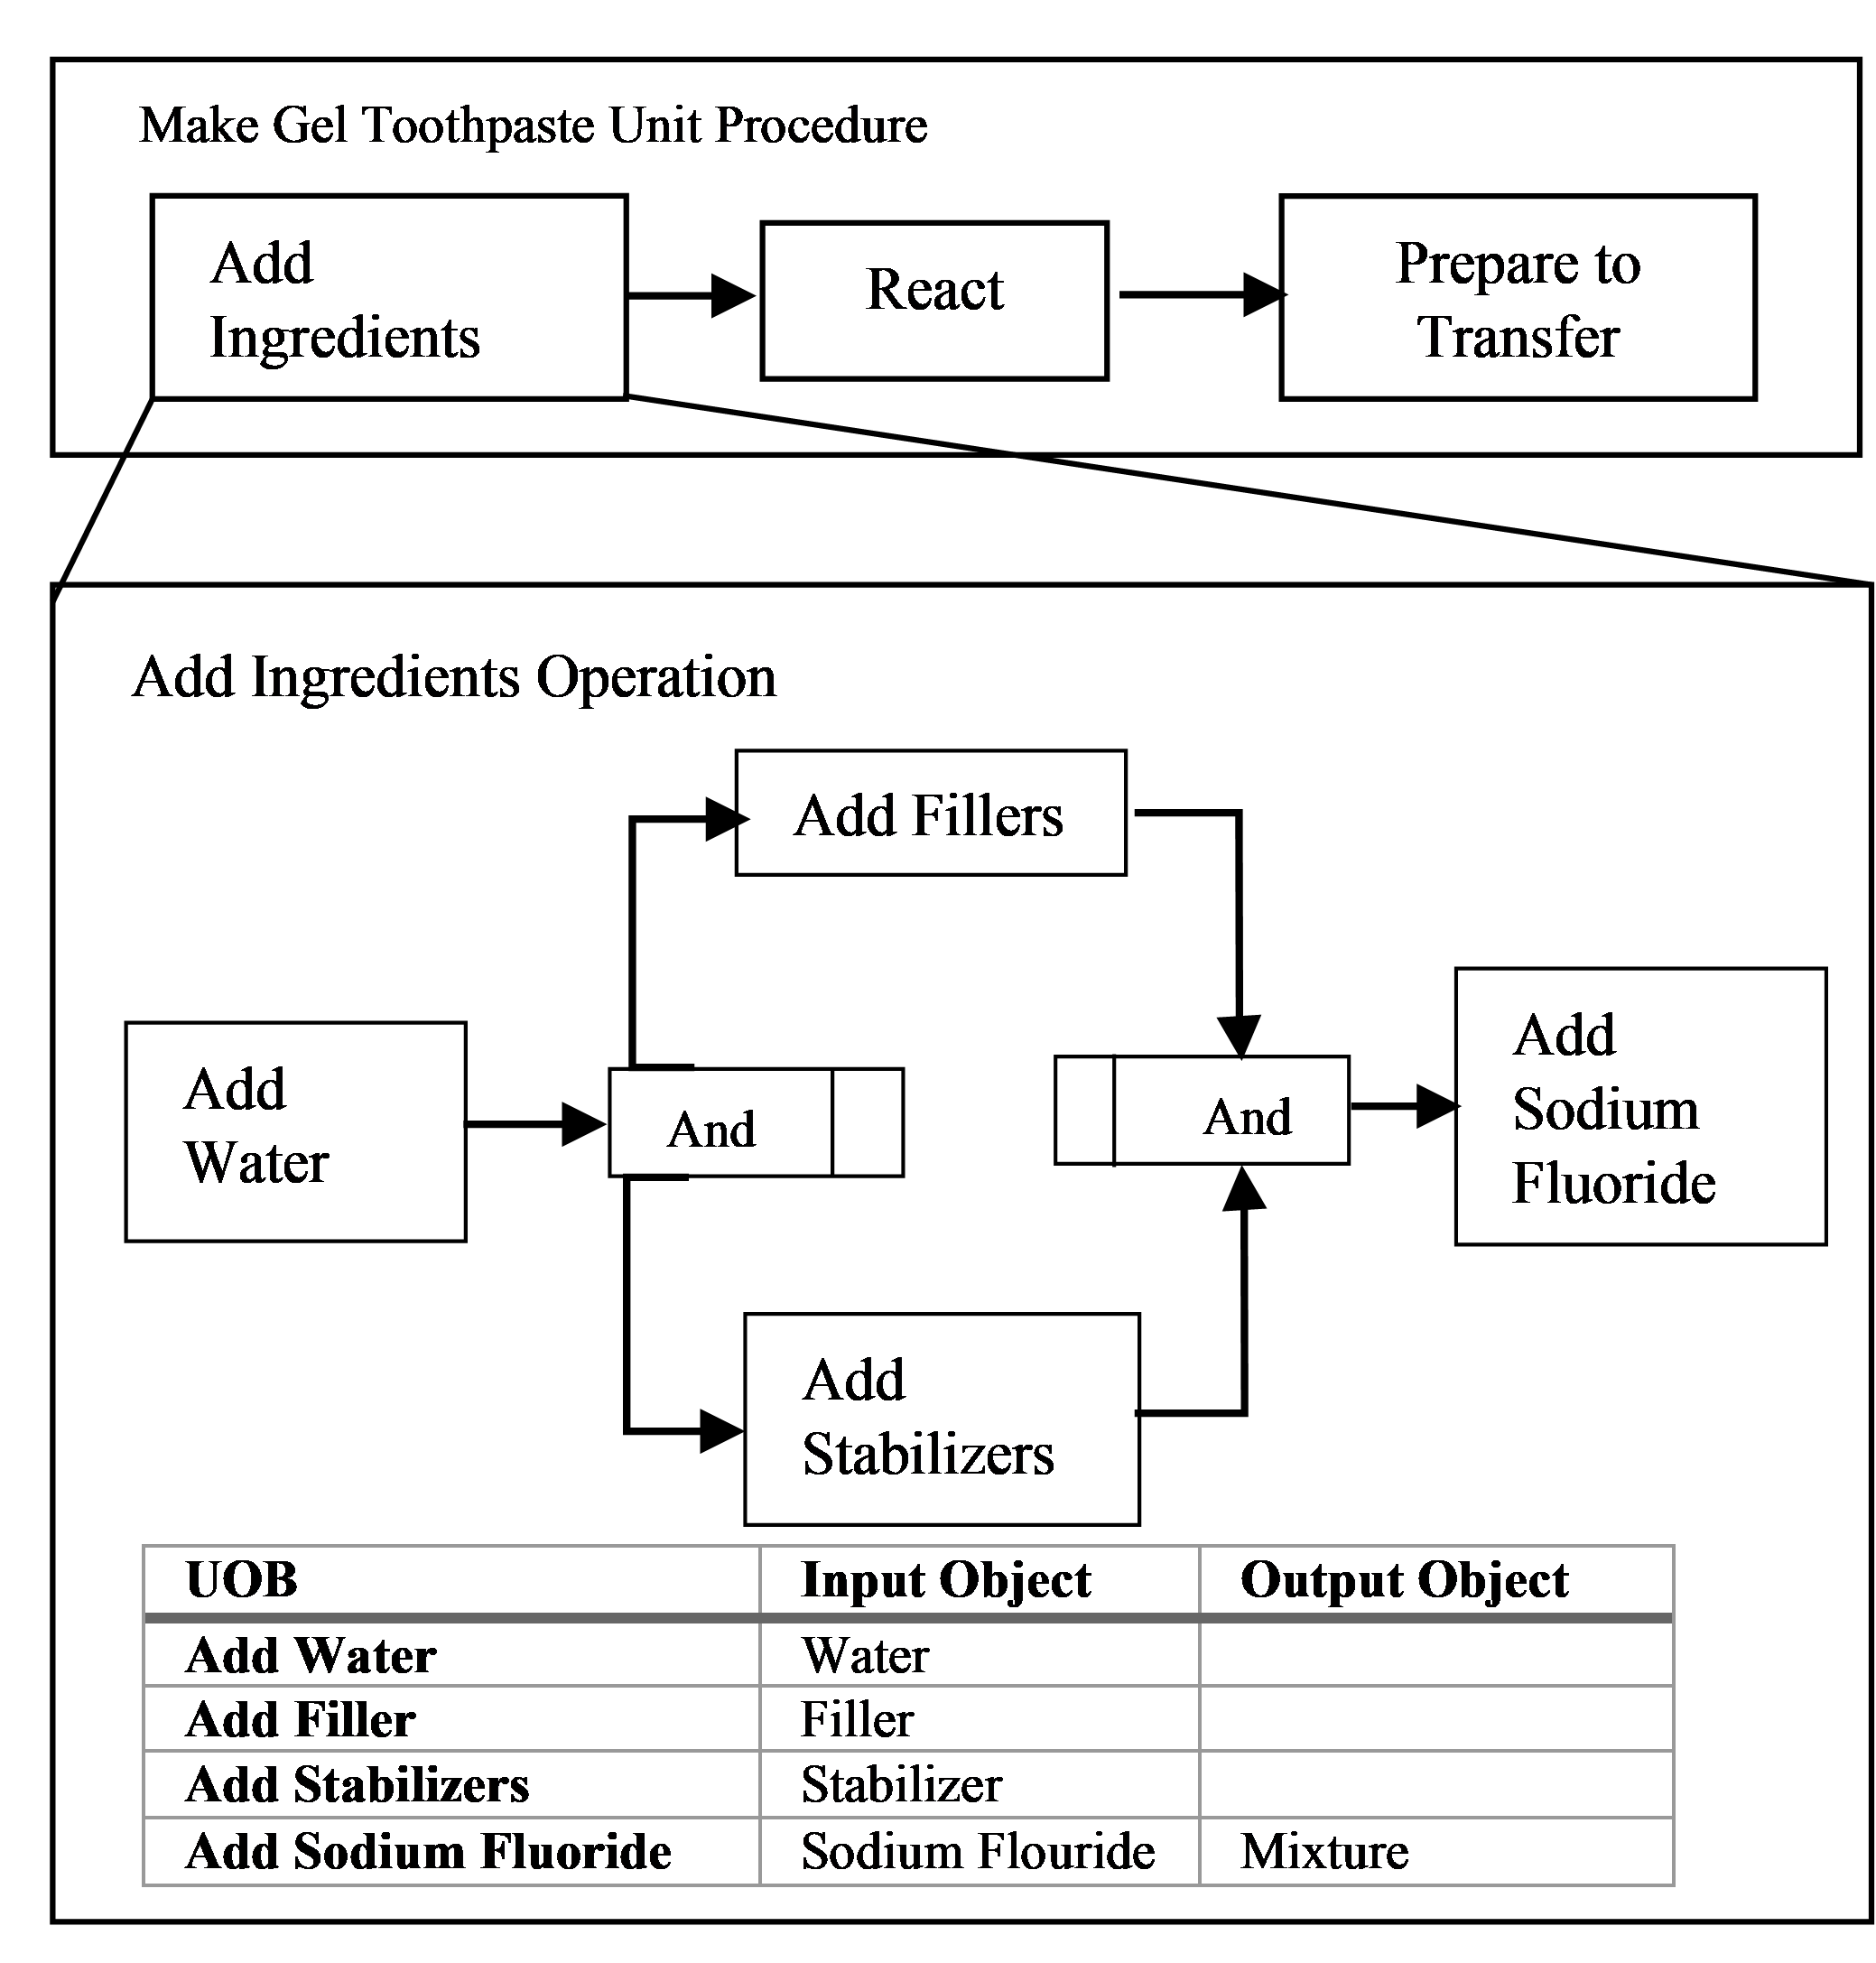 Make Gel Toothpaste Unit Procedure
Add
Ingredients
React
Prepare to
Transfer
Add Ingredients Operation
Add Fillers
Add
Water
And
And
Add
Sodium
Fluoride
Add
Stabilizers
UOB Input Object Output Object
Add Water Water
Add Filler Filler
Add Stabilizers Stabilizer
Add Sodium Fluoride Sodium Flouride Mixture